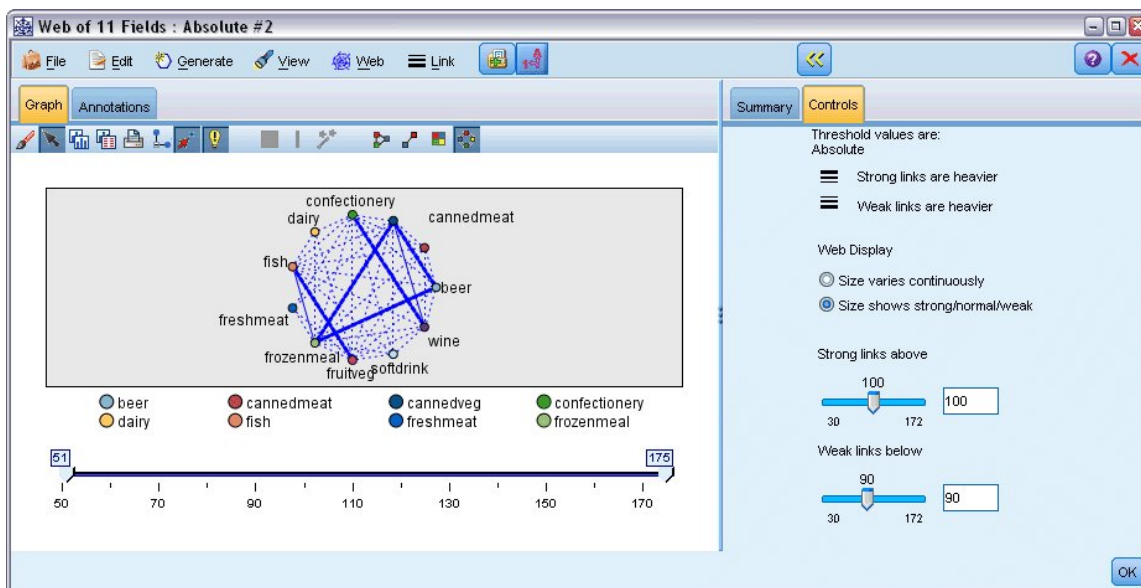 Web of 11 Fields : Absolute #2
File Edit Generate View Web Link
Graph Annotations
Summary Controls
confectionery
dairy
cannedmeat
fish
beer
freshmeat
wine
frozenmeal
softdrink
fruitveg
beer cannedmeat cannedveg confectionery
dairy fish freshmeat frozenmeal
51 175
50 70 90 110 130 150 170
Threshold values are:
Absolute
Strong links are heavier
Weak links are heavier
Web Display
Size varies continuously
Size shows strong/normal/weak
Strong links above
100
100
30 172
Weak links below
90
90
30 172
OK